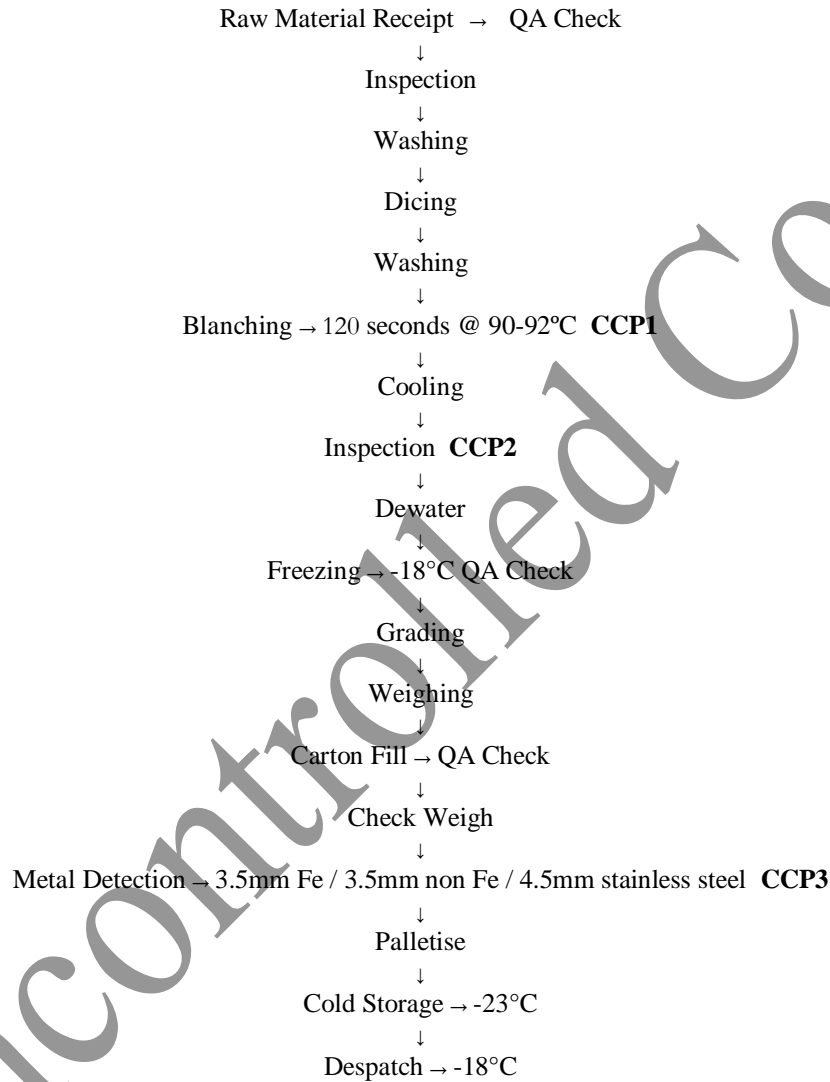 Raw Material Receipt → QA Check
↓
Inspection
↓
Washing
↓
Dicing
↓
Washing
↓
Blanching → 120 seconds @ 90-92ºC CCP1
↓
Cooling
↓
Inspection CCP2
↓
Dewater
↓
Freezing → -18°C QA Check
↓
Grading
↓
Weighing
↓
Carton Fill → QA Check
↓
Check Weigh
↓
Metal Detection → 3.5mm Fe / 3.5mm non Fe / 4.5mm stainless steel CCP3
↓
Palletise
↓
Cold Storage → -23°C
↓
Despatch → -18°C
ncontrolled Co